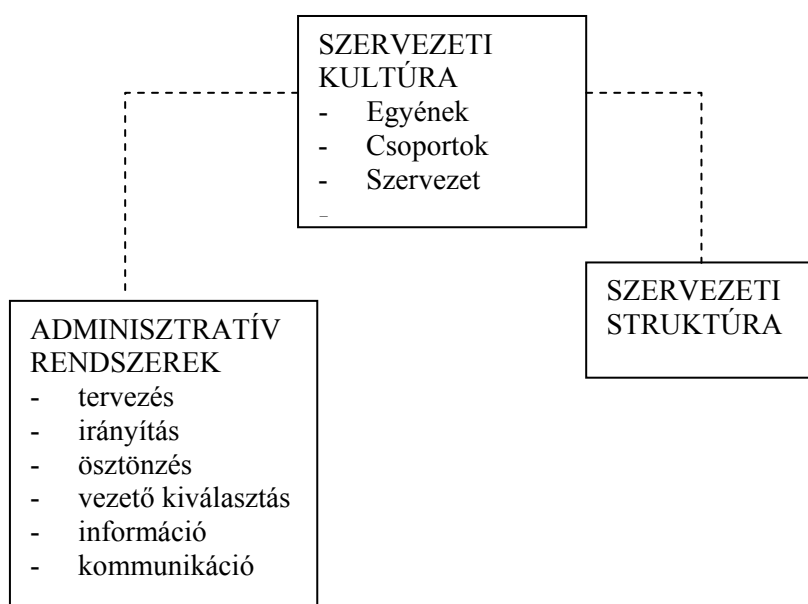 SZERVEZETI
KULTÚRA
- Egyének
- Csoportok
- Szervezet
-
SZERVEZETI
STRUKTÚRA
ADMINISZTRATÍV
RENDSZEREK
- tervezés
- irányítás
- ösztönzés
- vezető kiválasztás
- információ
- kommunikáció